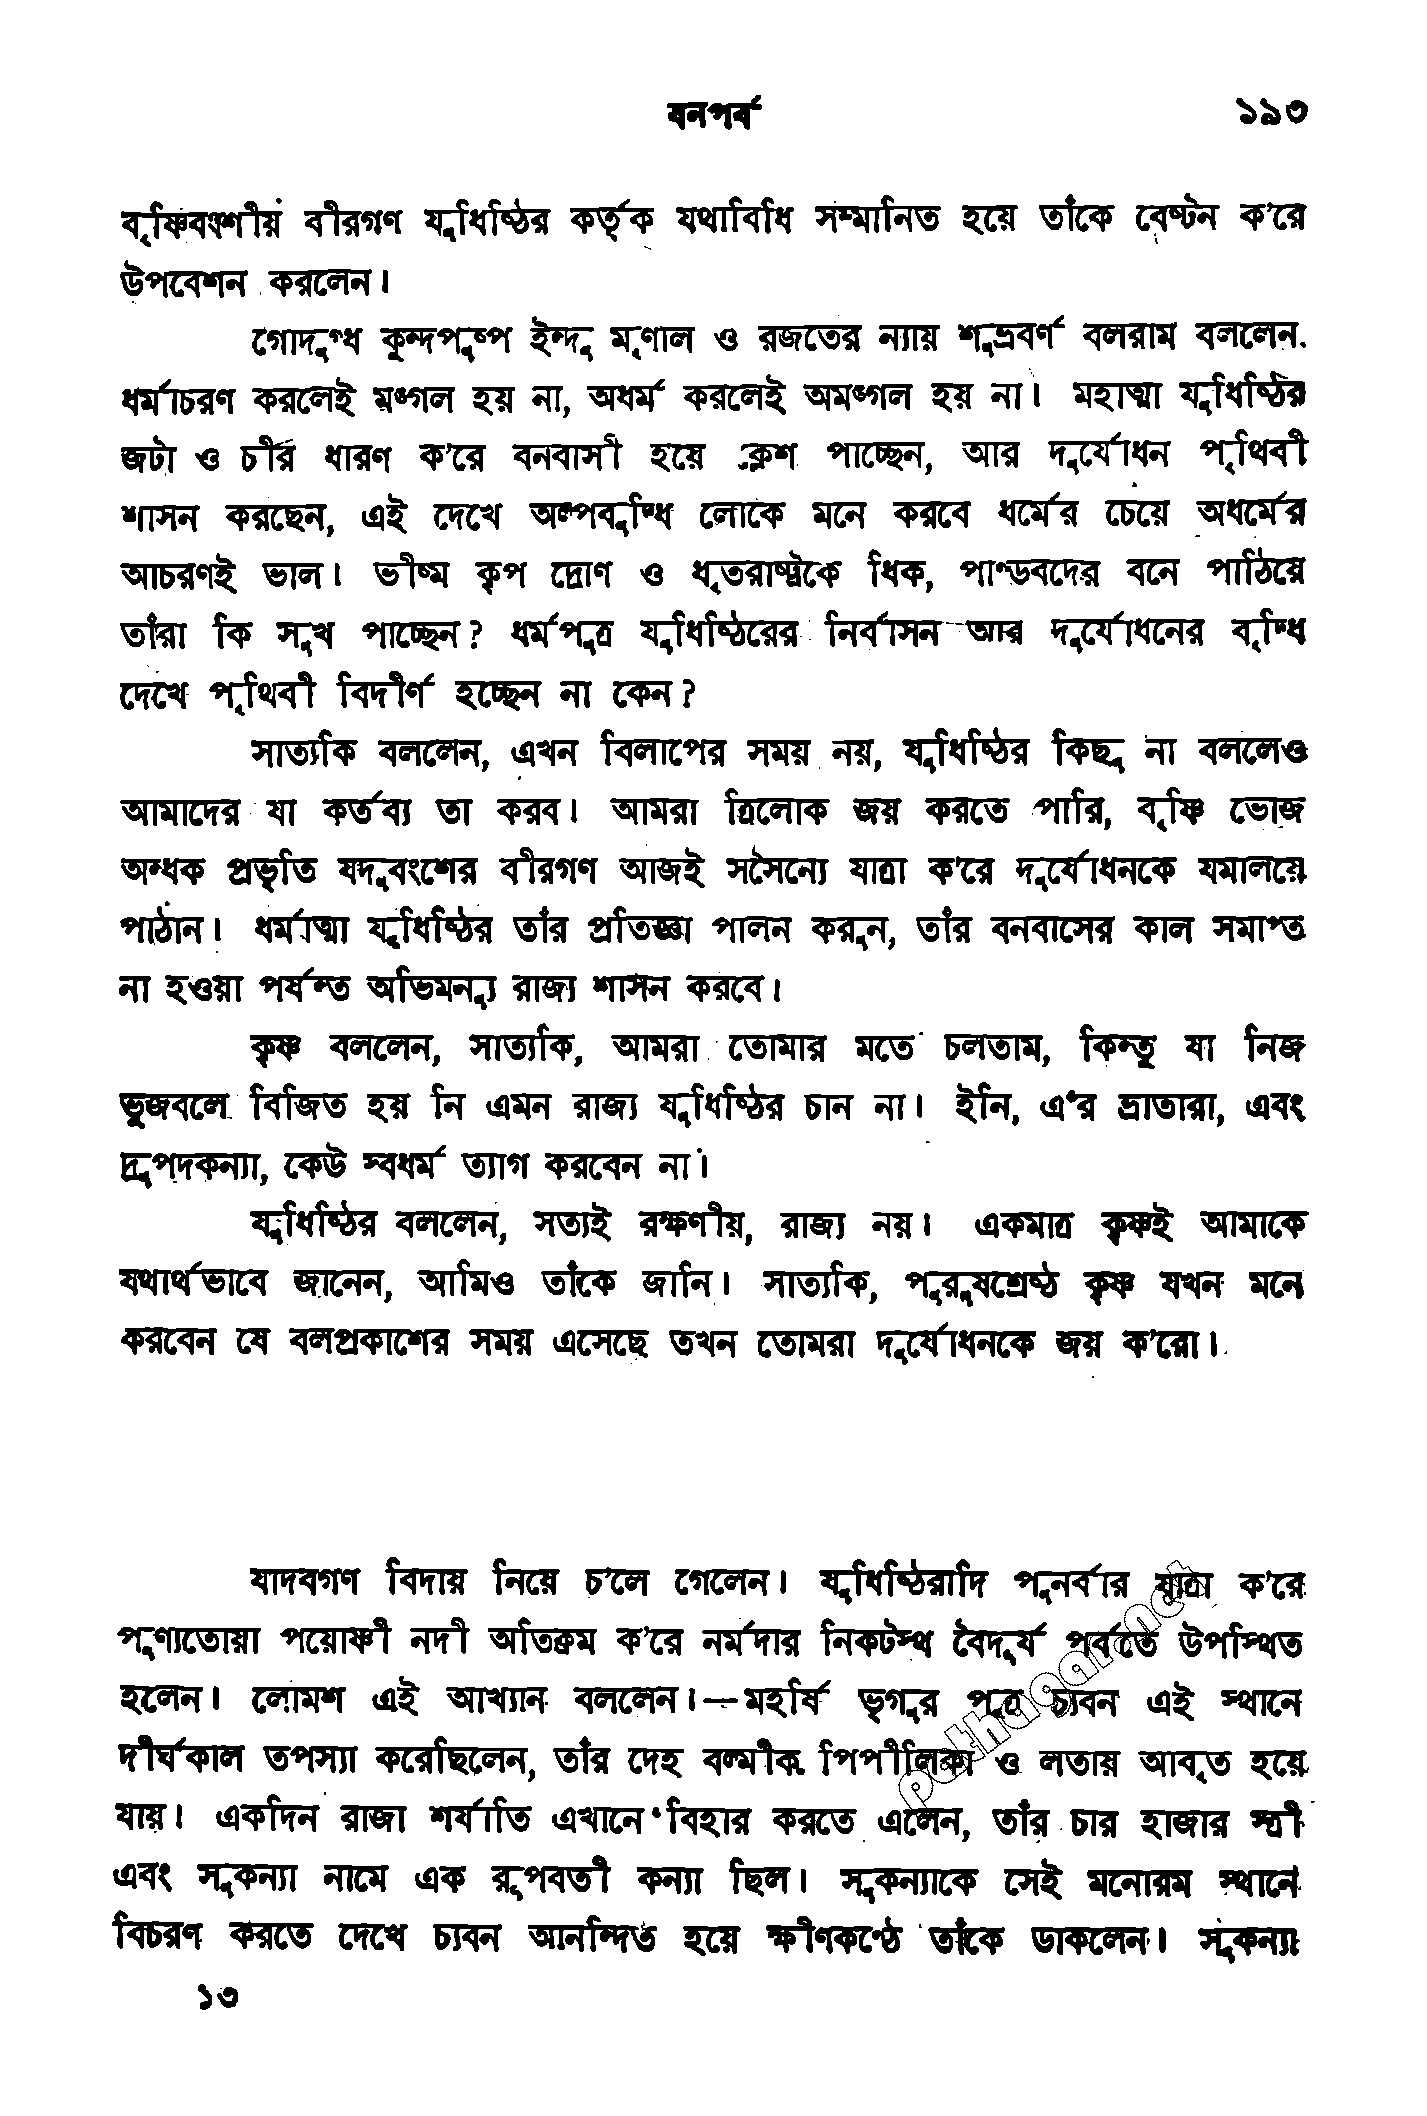 বনপর্ব ১৯৩
বৃষ্ণিবংশীয় বীরগণ যুধিষ্ঠির কর্তৃক যথাবিধি সম্মানিত হয়ে তাঁকে বেষ্টন ক'রে
উপবেশন করলেন।
গোদুগ্ধ কুন্দপুষ্প ইন্দু মৃণাল ও রজতের ন্যায় শুভ্রবর্ণ বলরাম বললেন,
ধর্মাচরণ করলেই মঙ্গল হয় না, অধর্ম করলেই অমঙ্গল হয় না। মহাত্মা যুধিষ্ঠির
জটা ও চীর ধারণ ক'রে বনবাসী হয়ে ক্লেশ পাচ্ছেন, আর দুর্যোধন পৃথিবী
শাসন করছেন, এই দেখে অল্পবুদ্ধি লোকে মনে করবে ধর্মের চেয়ে অধর্মের
আচরণই ভাল। ভীষ্ম কৃপ দ্রোণ ও ধৃতরাষ্ট্রকে ধিক, পাণ্ডবদের বনে পাঠিয়ে
তাঁরা কি সুখ পাচ্ছেন? ধর্মপুত্র যুধিষ্ঠিরের নির্বাসন আর দুর্যোধনের বৃদ্ধি
দেখে পৃথিবী বিদীর্ণ হচ্ছেন না কেন?
সাত্যকি বললেন, এখন বিলাপের সময় নয়, যুধিষ্ঠির কিছু না বললেও
আমাদের যা কর্তব্য তা করব। আমরা ত্রিলোক জয় করতে পারি, বৃষ্ণি ভোজ
অন্ধক প্রভৃতি যদুবংশের বীরগণ আজই সসৈন্যে যাত্রা ক'রে দুর্যোধনকে যমালয়ে
পাঠান। ধর্মাত্মা যুধিষ্ঠির তাঁর প্রতিজ্ঞা পালন করুন, তাঁর বনবাসের কাল সমাপ্ত
না হওয়া পর্যন্ত অভিমন্যু রাজ্য শাসন করবে।
কৃষ্ণ বললেন, সাত্যকি, আমরা তোমার মতে চলতাম, কিন্তু যা নিজ
ভুজবলে বিজিত হয় নি এমন রাজ্য যুধিষ্ঠির চান না। ইনি, এঁর ভ্রাতারা, এবং
দ্রুপদকন্যা, কেউ স্বধর্ম ত্যাগ করবেন না।
যুধিষ্ঠির বললেন, সত্যই রক্ষণীয়, রাজ্য নয়। একমাত্র কৃষ্ণই আমাকে
যথার্থভাবে জানেন, আমিও তাঁকে জানি। সাত্যকি, পুরুষশ্রেষ্ঠ কৃষ্ণ যখন মনে
করবেন যে বলপ্রকাশের সময় এসেছে তখন তোমরা দুর্যোধনকে জয় ক'রো।
যাদবগণ বিদায় নিয়ে চ'লে গেলেন। যুধিষ্ঠিরাদি পুনর্বার যাত্রা ক'রে
পুণ্যতোয়া পয়োষ্ণী নদী অতিক্রম ক'রে নর্মদার নিকটস্থ বৈদূর্য পর্বতে উপস্থিত
হলেন। লোমশ এই আখ্যান বললেন।—মহর্ষি ভৃগুর পুত্র চ্যবন এই স্থানে
দীর্ঘকাল তপস্যা করেছিলেন, তাঁর দেহ বল্মীক পিপীলিকা ও লতায় আবৃত হয়ে
যায়। একদিন রাজা শর্যাতি এখানে বিহার করতে এলেন, তাঁর চার হাজার স্ত্রী
এবং সুকন্যা নামে এক রূপবতী কন্যা ছিল। সুকন্যাকে সেই মনোরম স্থানে
বিচরণ করতে দেখে চ্যবন আনন্দিত হয়ে ক্ষীণকণ্ঠে তাঁকে ডাকলেন। সুকন্যা
১৩
pathagar.net